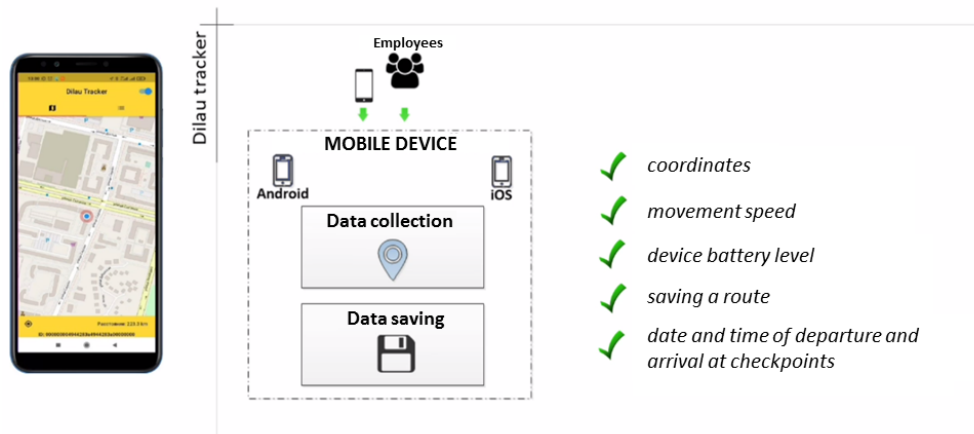 Dilau Tracker
Dilau tracker
Employees
MOBILE DEVICE
Android
iOS
Data collection
Data saving
coordinates
movement speed
device battery level
saving a route
date and time of departure and
arrival at checkpoints